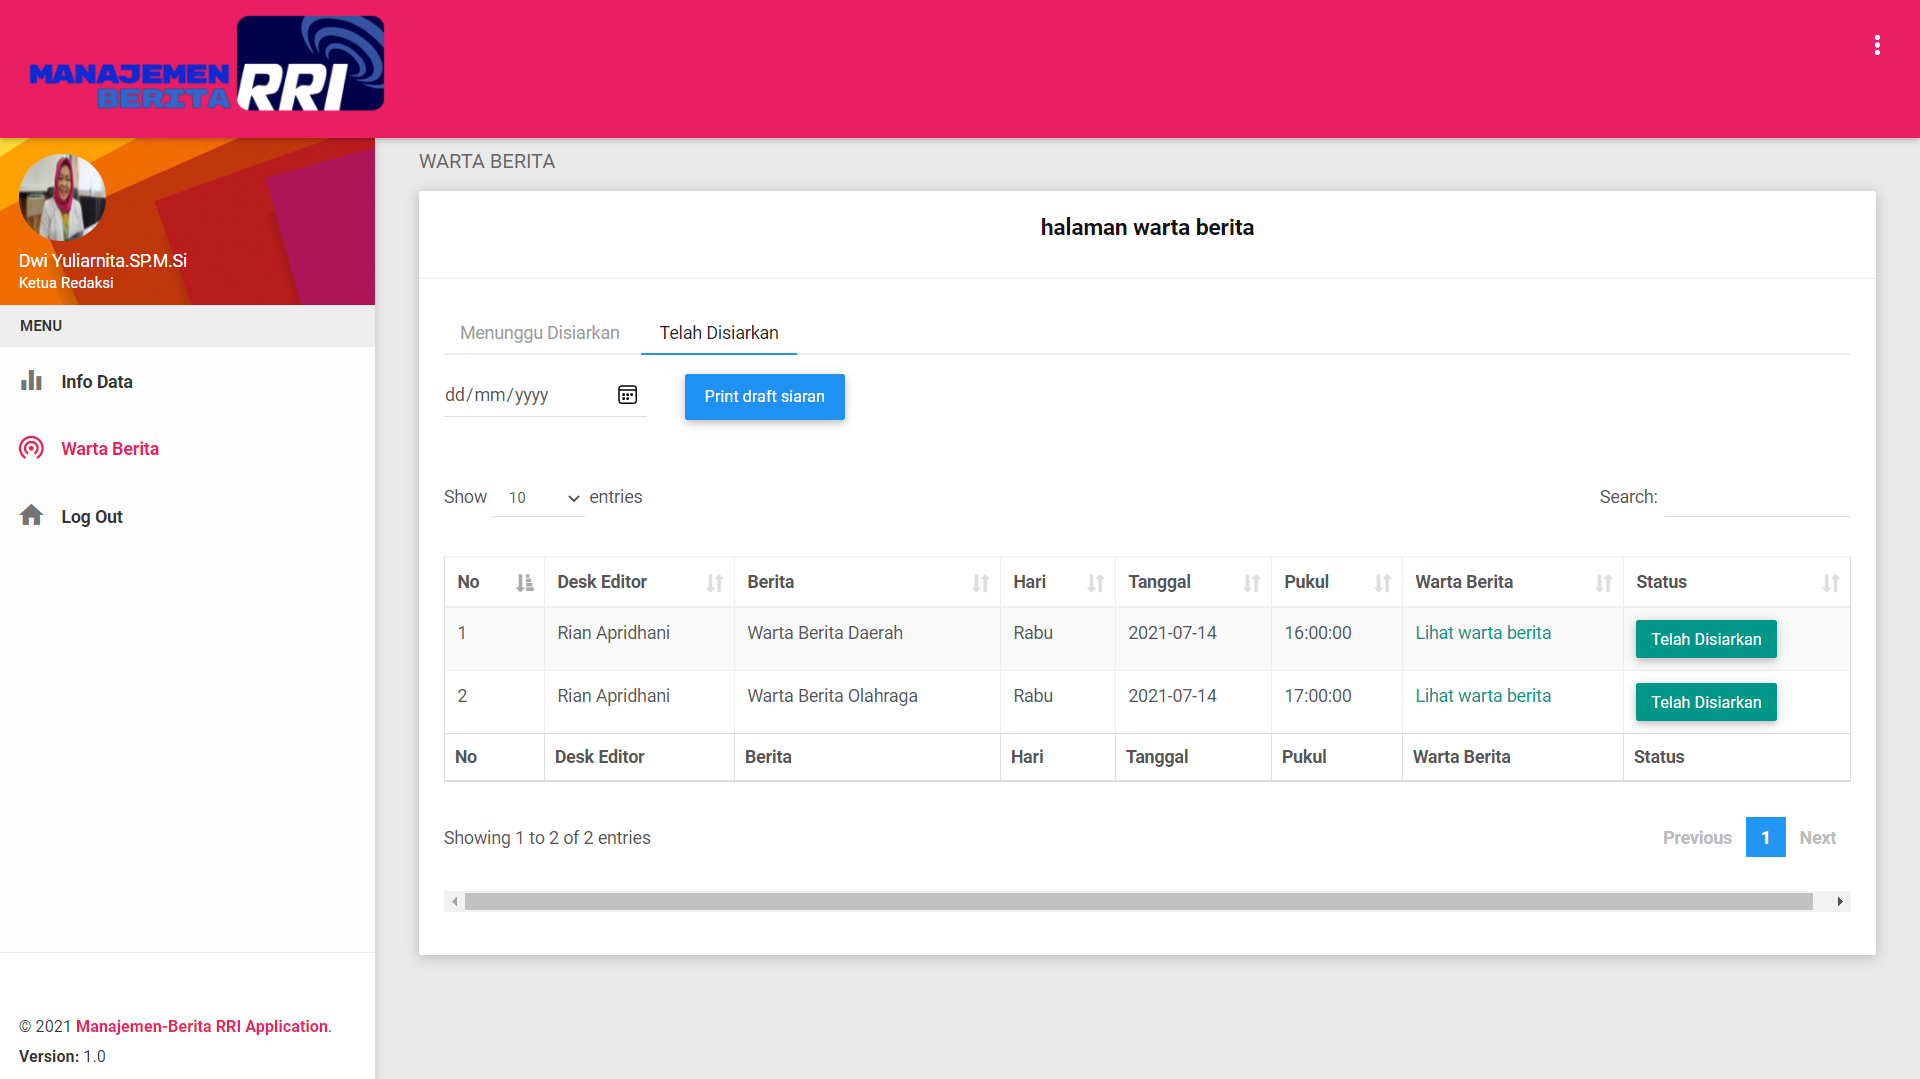 MANAJEMEN
BERITA
RRI
Dwi Yuliarnita.SP.M.Si
Ketua Redaksi
MENU
Info Data
Warta Berita
Log Out
© 2021 Manajemen-Berita RRI Application.
Version: 1.0
WARTA BERITA
halaman warta berita
Menunggu Disiarkan Telah Disiarkan
dd/mm/yyyy Print draft siaran
Show 10 entries Search:
No Desk Editor Berita Hari Tanggal Pukul Warta Berita Status
1 Rian Apridhani Warta Berita Daerah Rabu 2021-07-14 16:00:00 Lihat warta berita Telah Disiarkan
2 Rian Apridhani Warta Berita Olahraga Rabu 2021-07-14 17:00:00 Lihat warta berita Telah Disiarkan
No Desk Editor Berita Hari Tanggal Pukul Warta Berita Status
Showing 1 to 2 of 2 entries Previous 1 Next